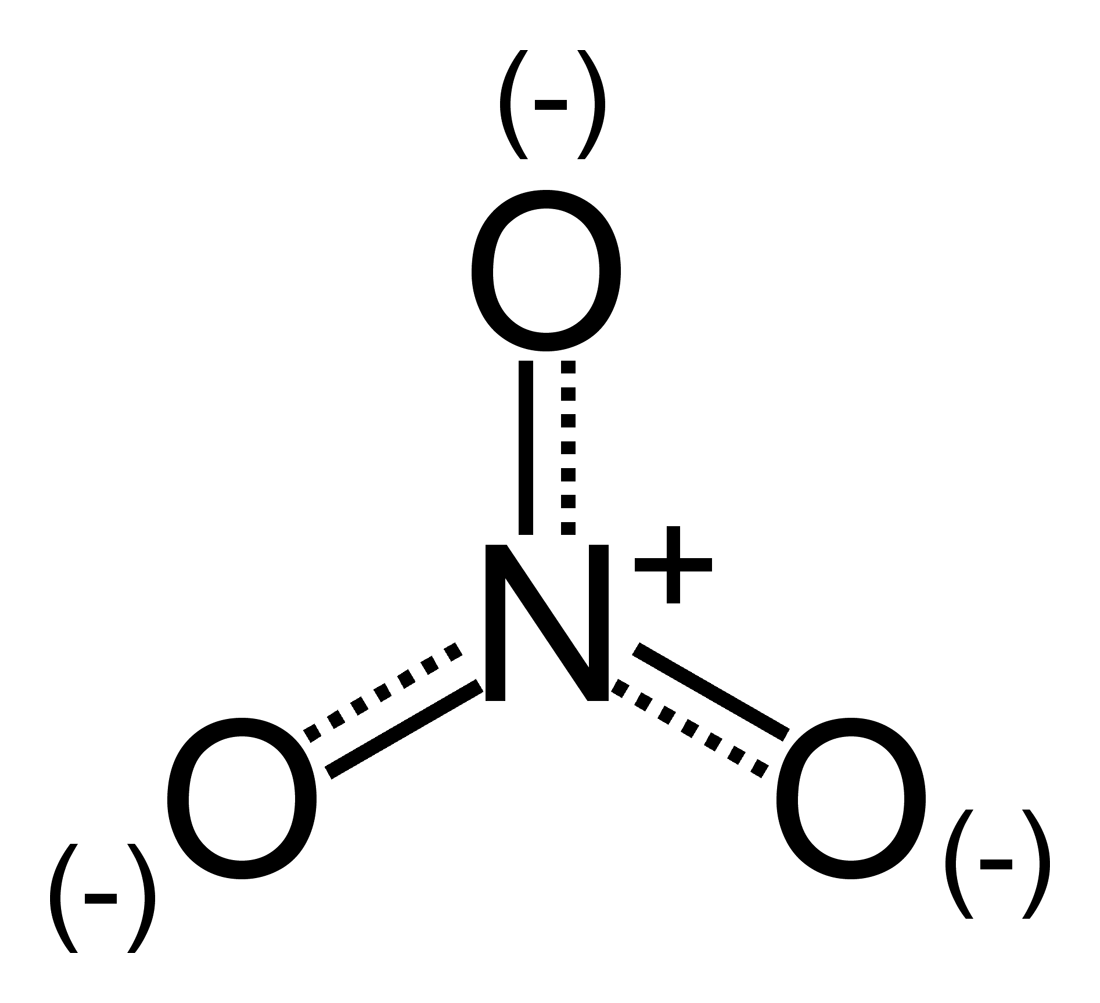 (-)
O
N+
O O
(-) (-)